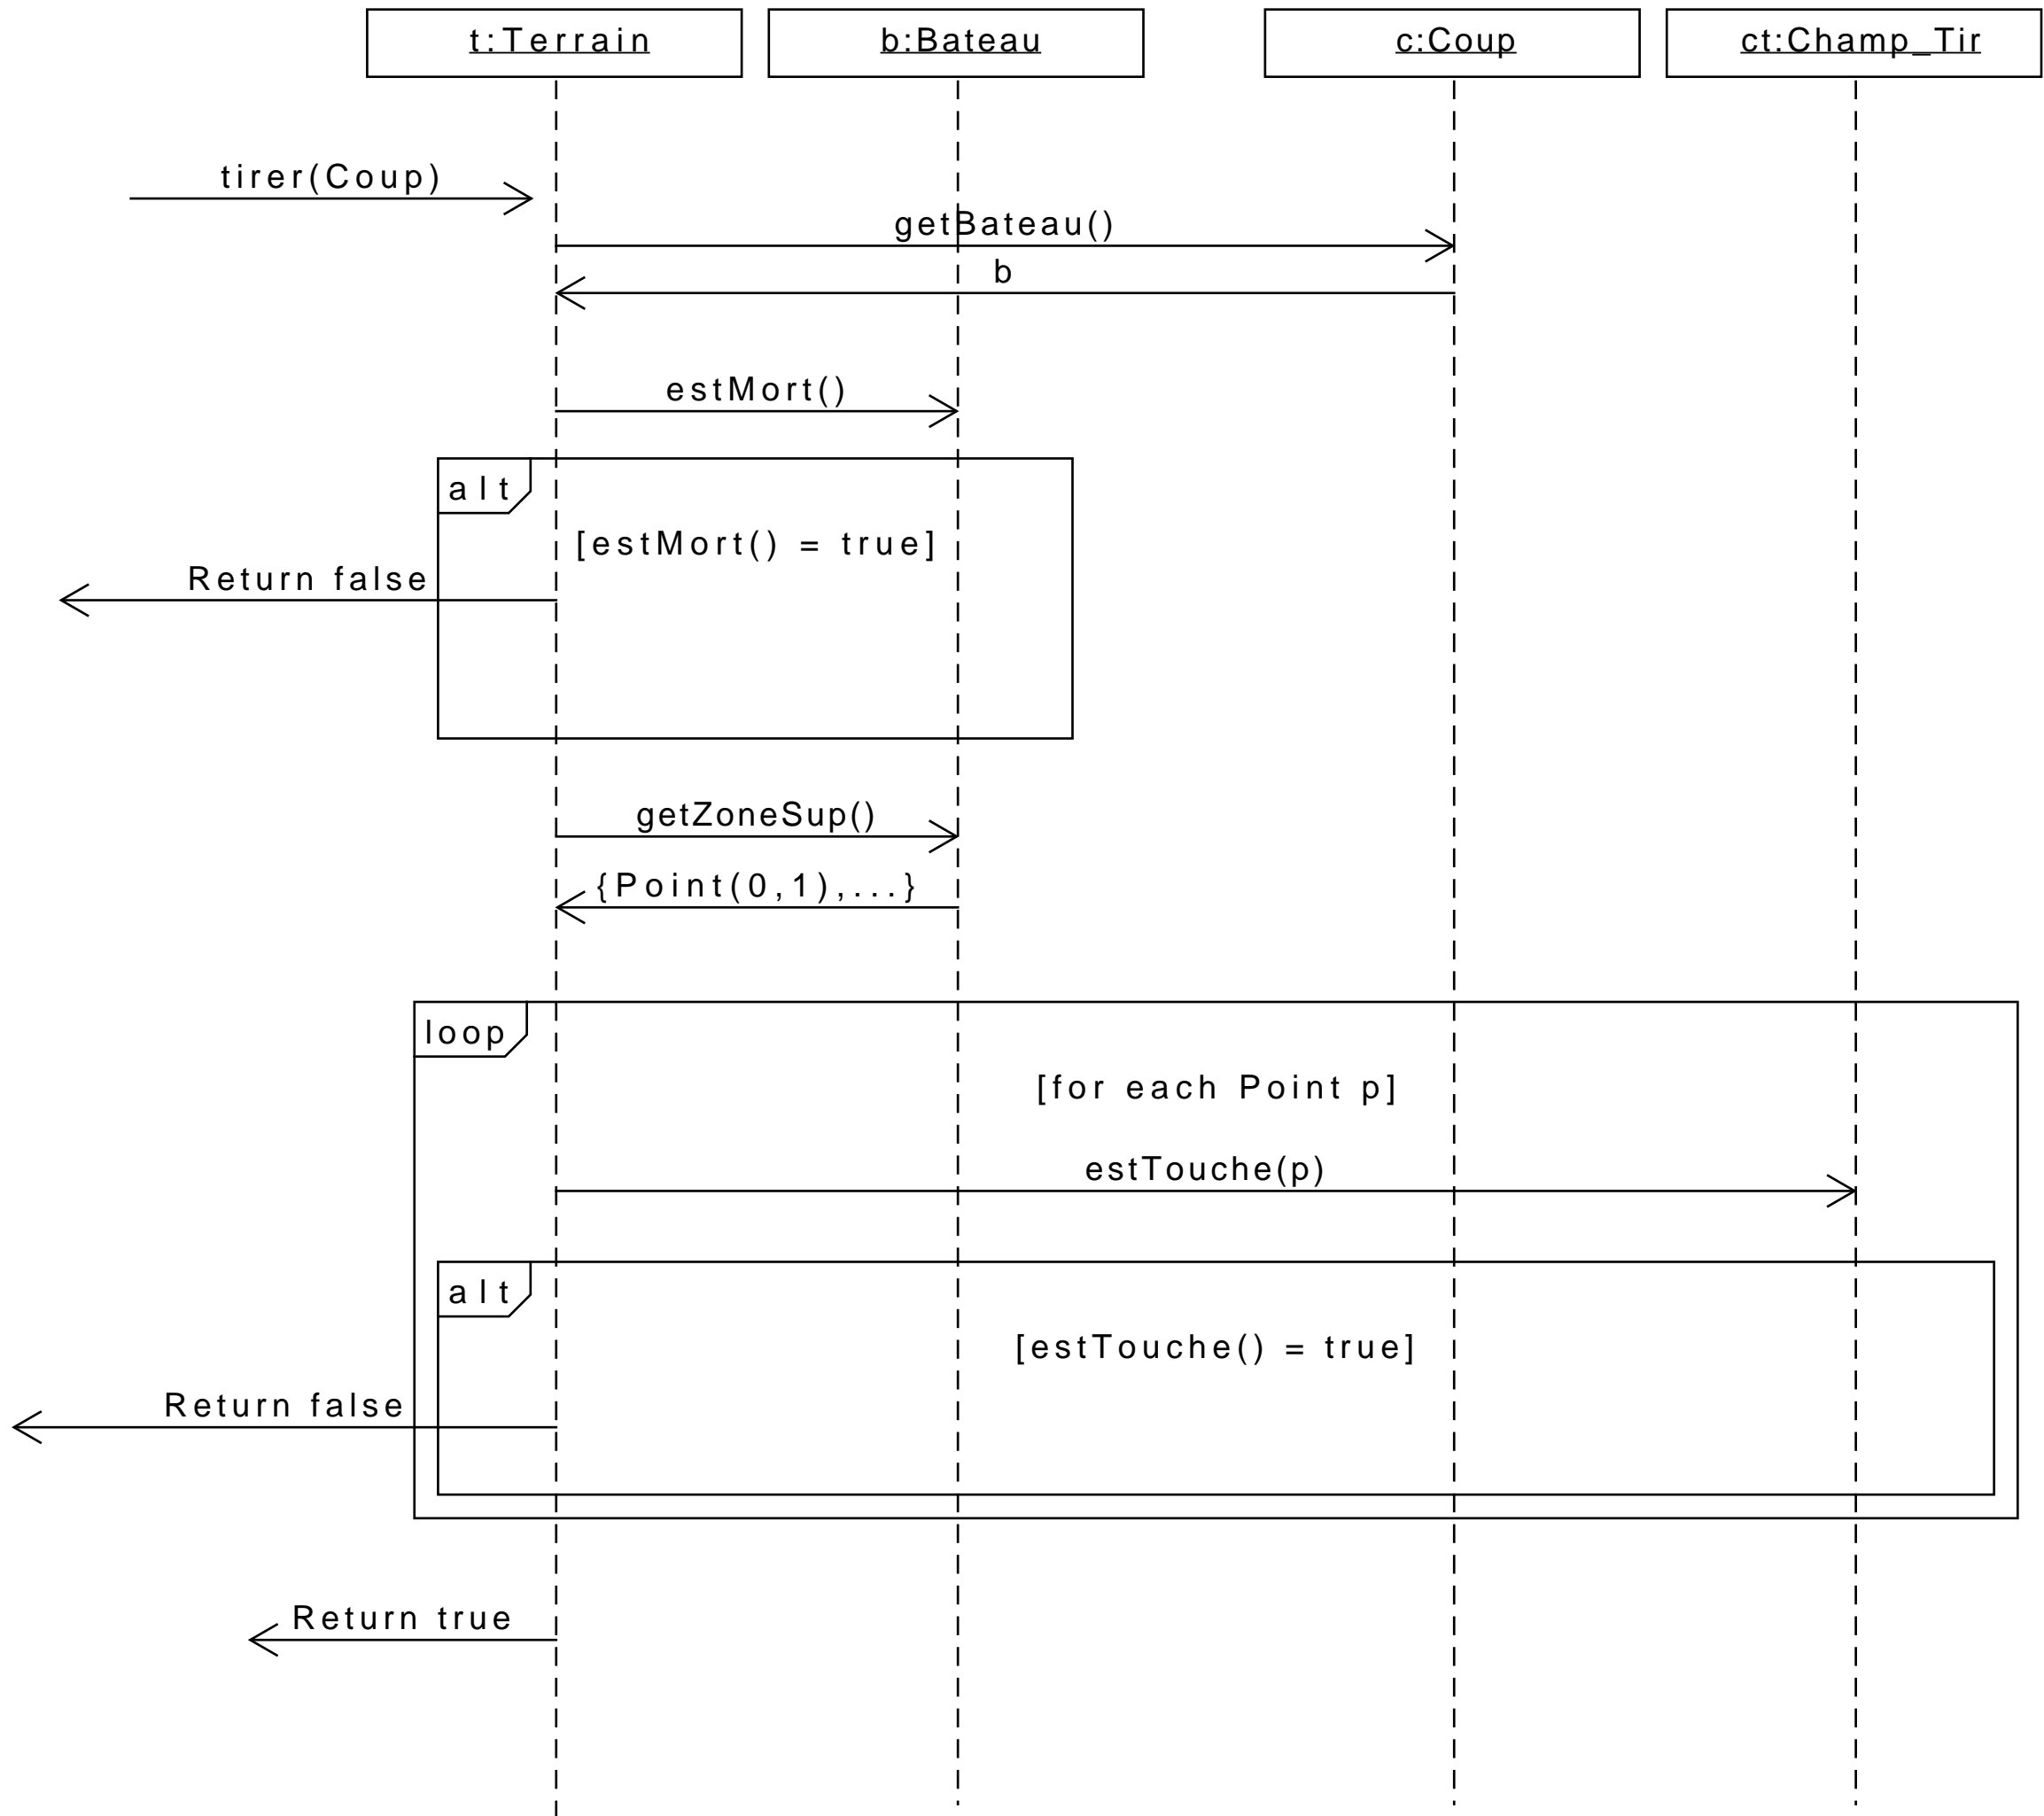 t:Terrain
b:Bateau
c:Coup
ct:Champ_Tir
tirer(Coup)
getBateau()
b
estMort()
alt
[estMort() = true]
Return false
getZoneSup()
{Point(0,1),...}
loop
[for each Point p]
estTouche(p)
alt
[estTouche() = true]
Return false
Return true